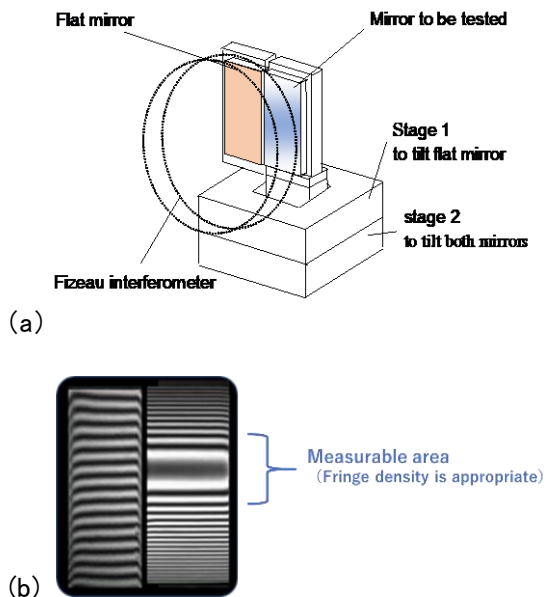 Flat mirror
Mirror to be tested
Stage 1
to tilt flat mirror
stage 2
to tilt both mirrors
Fizeau interferometer
(a)
Measurable area
(Fringe density is appropriate)
(b)